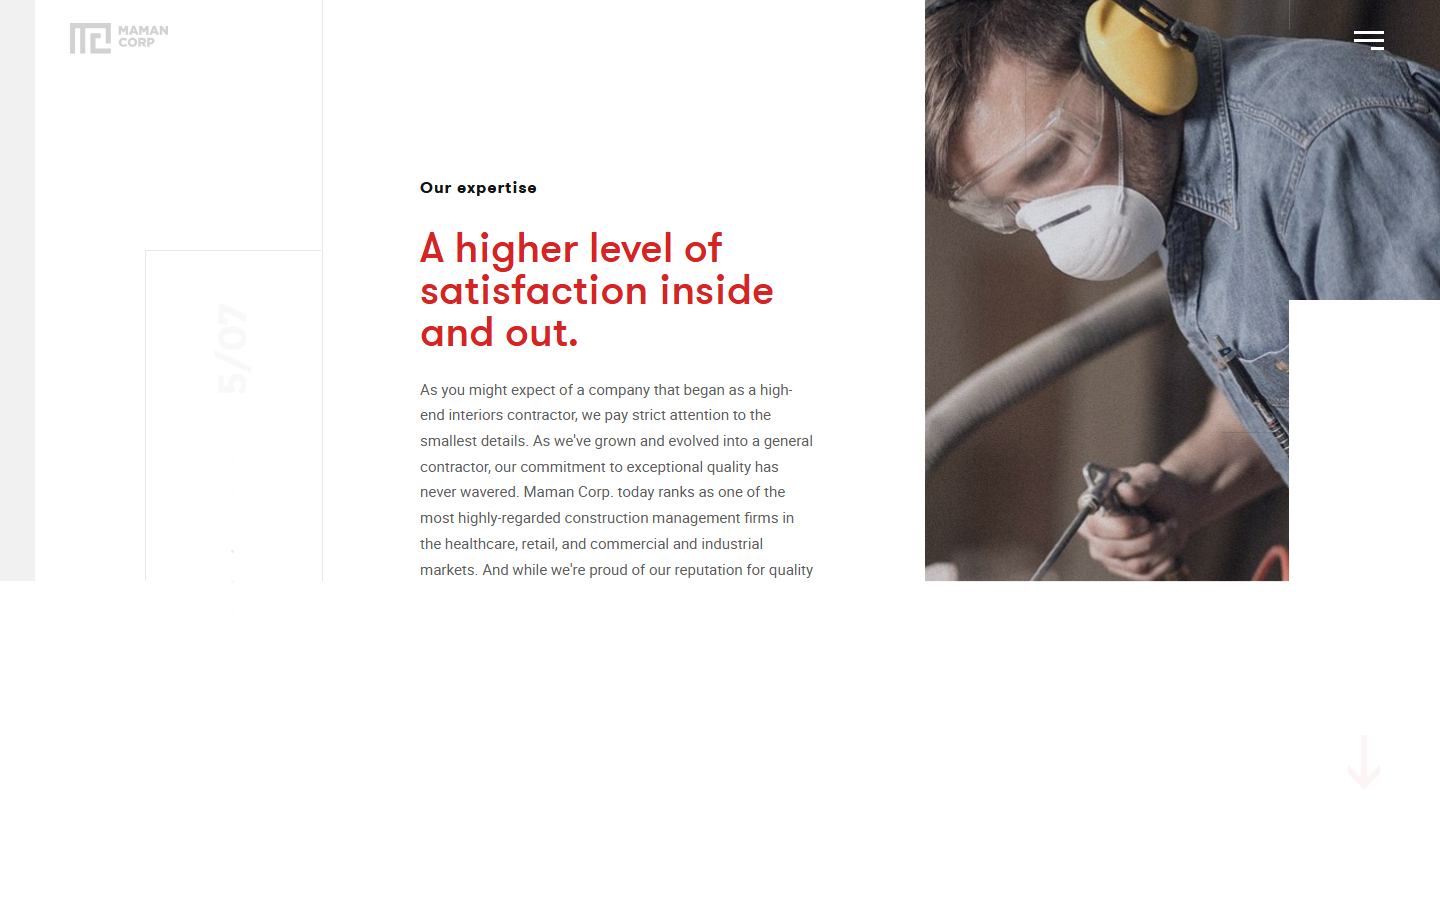 MAMAN
CORP
5/07
Our expertise
A higher level of
satisfaction inside
and out.
As you might expect of a company that began as a high-
end interiors contractor, we pay strict attention to the
smallest details. As we've grown and evolved into a general
contractor, our commitment to exceptional quality has
never wavered. Maman Corp. today ranks as one of the
most highly-regarded construction management firms in
the healthcare, retail, and commercial and industrial
markets. And while we're proud of our reputation for quality